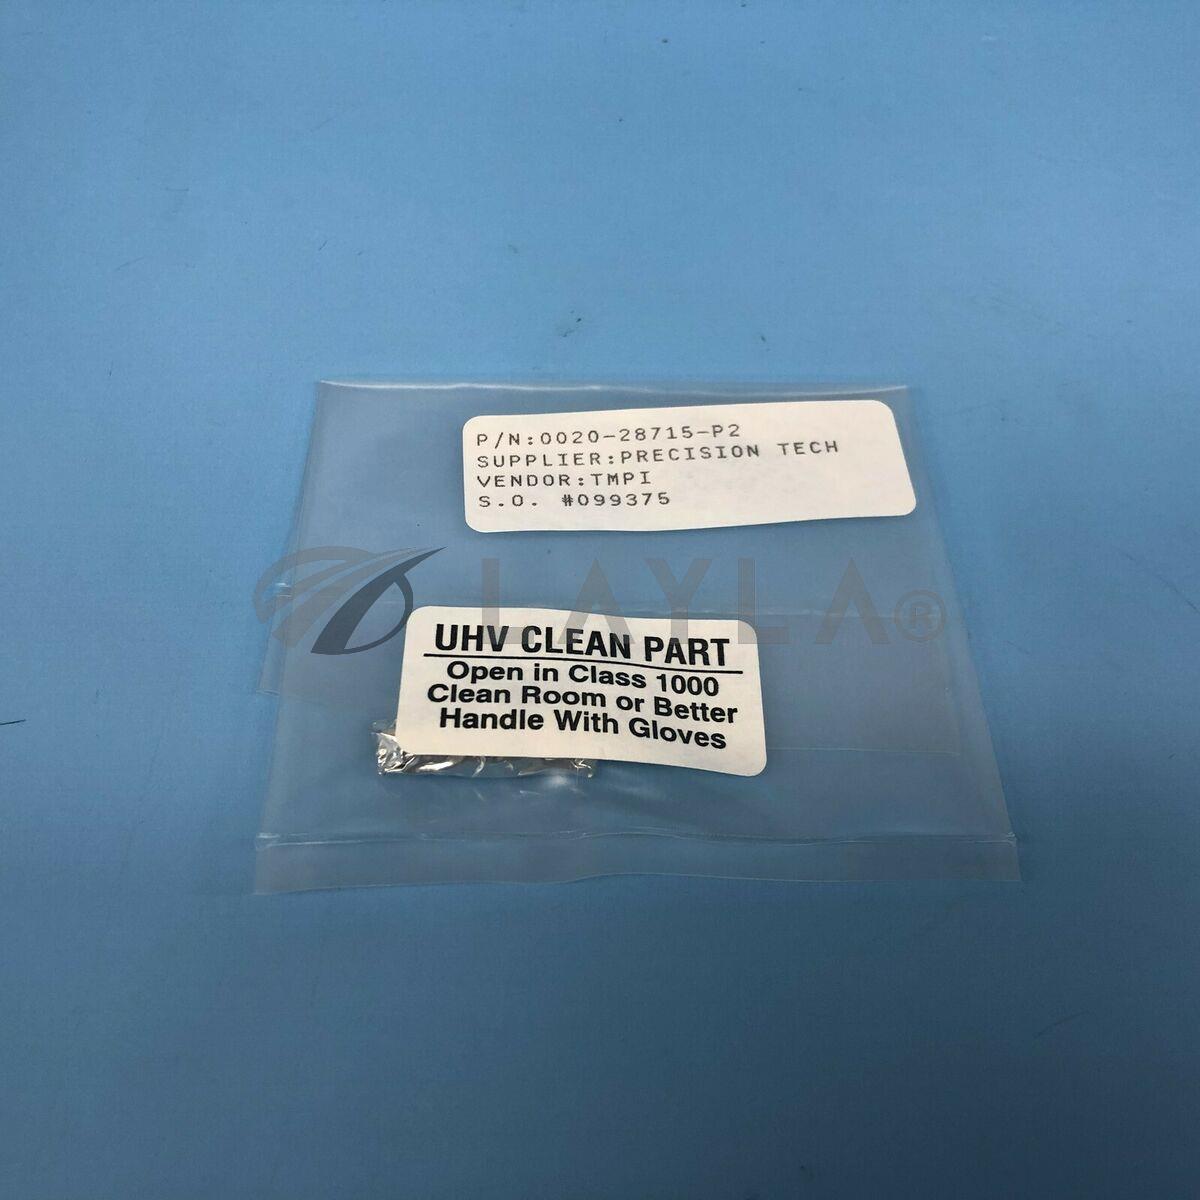 P/N:0020-28715-P2
SUPPLIER:PRECISION TECH
VENDOR:TMPI
S.O. #099375
LAYLA®
UHV CLEAN PART
Open in Class 1000
Clean Room or Better
Handle With Gloves